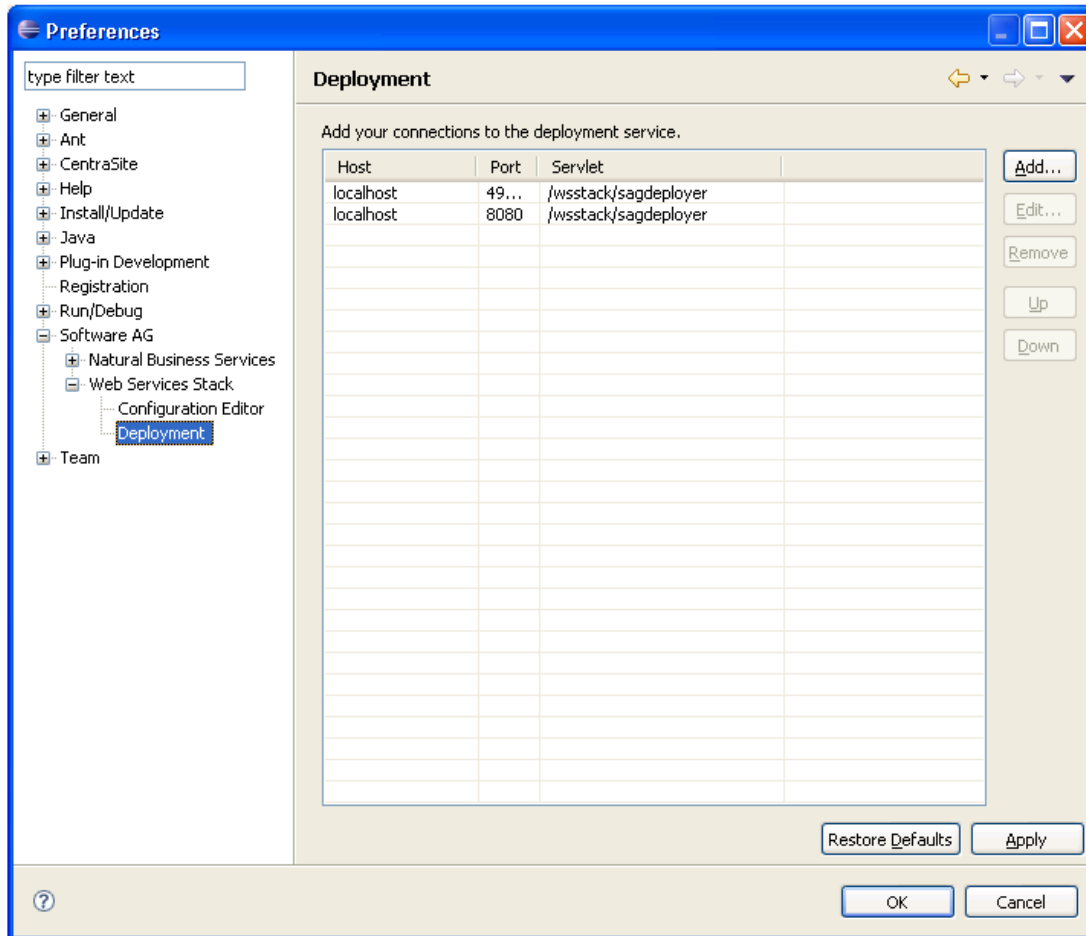 Preferences
type filter text
General
Ant
CentraSite
Help
Install/Update
Java
Plug-in Development
Registration
Run/Debug
Software AG
Natural Business Services
Web Services Stack
Configuration Editor
Deployment
Team
Deployment
Add your connections to the deployment service.
Host Port Servlet
localhost 49... /wsstack/sagdeployer
localhost 8080 /wsstack/sagdeployer
Add...
Edit...
Remove
Up
Down
Restore Defaults Apply
OK Cancel